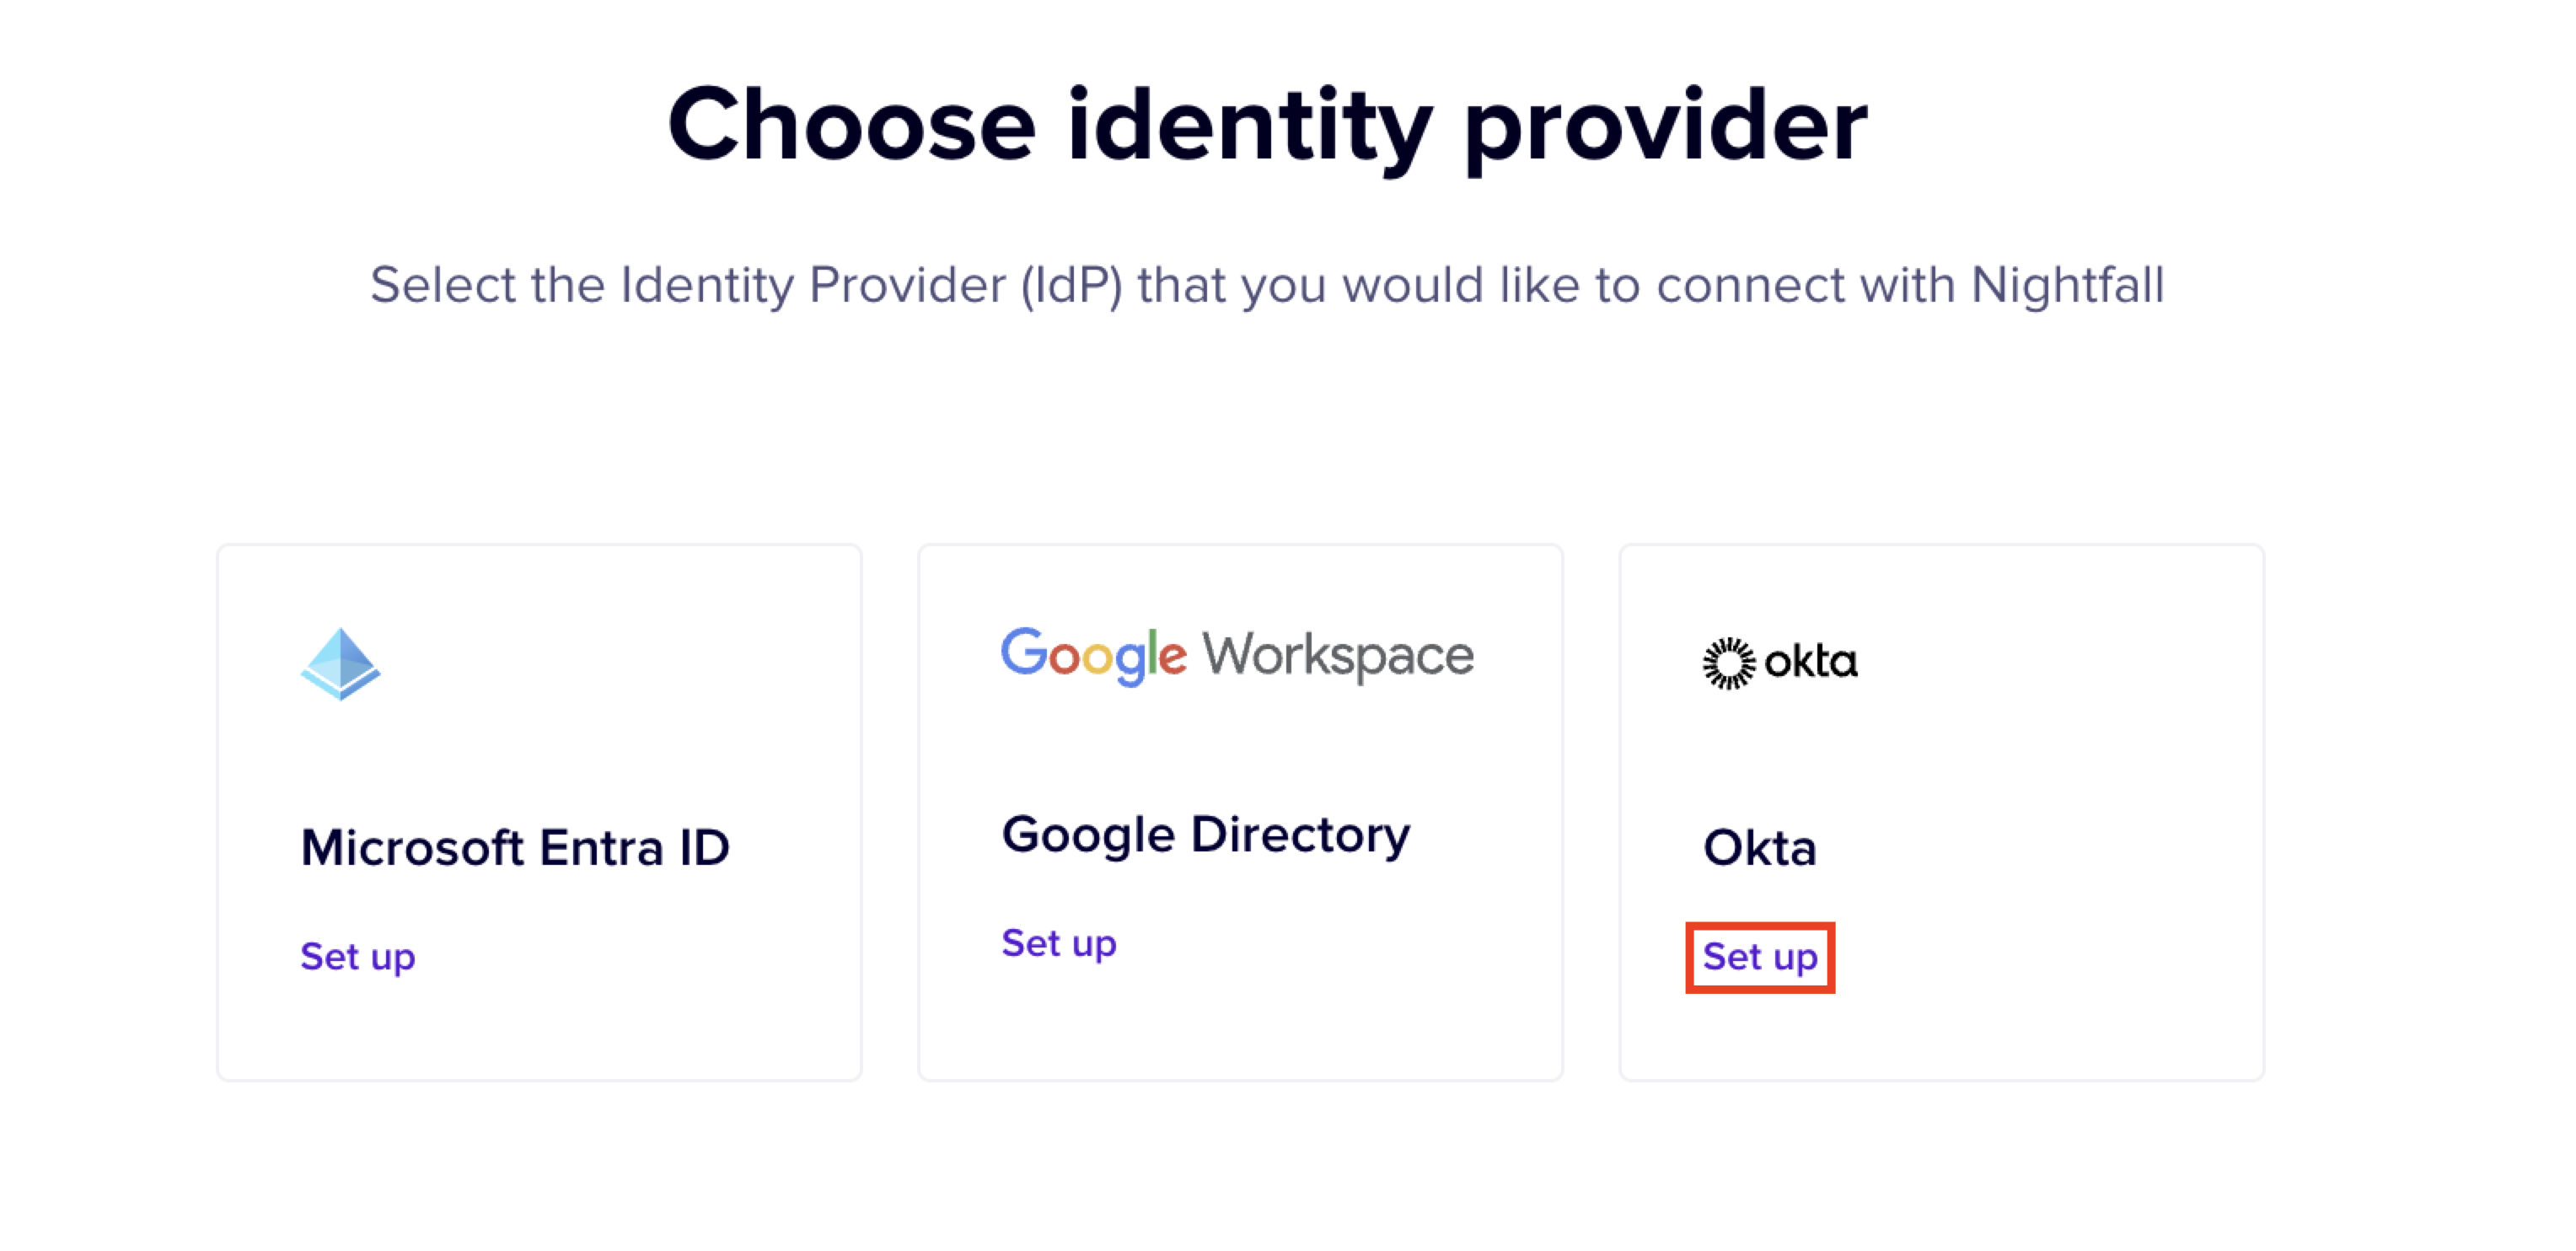 Choose identity provider
Select the Identity Provider (IdP) that you would like to connect with Nightfall
Microsoft Entra ID
Set up
Google Workspace
Google Directory
Set up
okta
Okta
Set up